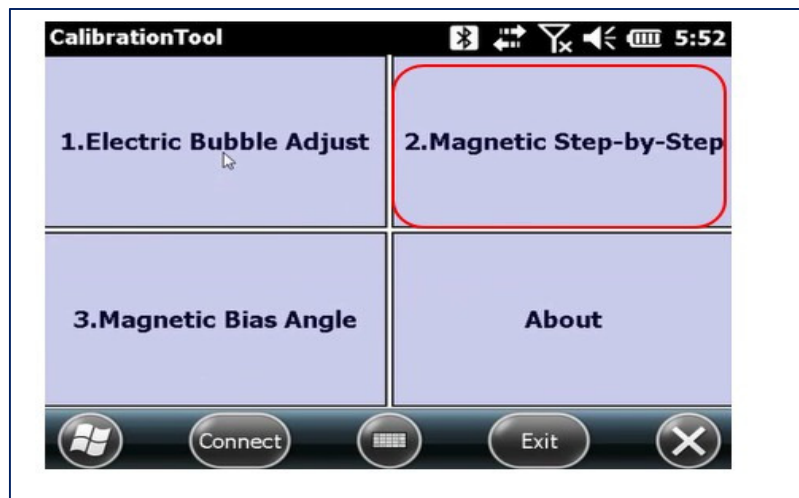 CalibrationTool 5:52
1.Electric Bubble Adjust 2.Magnetic Step-by-Step
3.Magnetic Bias Angle About
Connect Exit